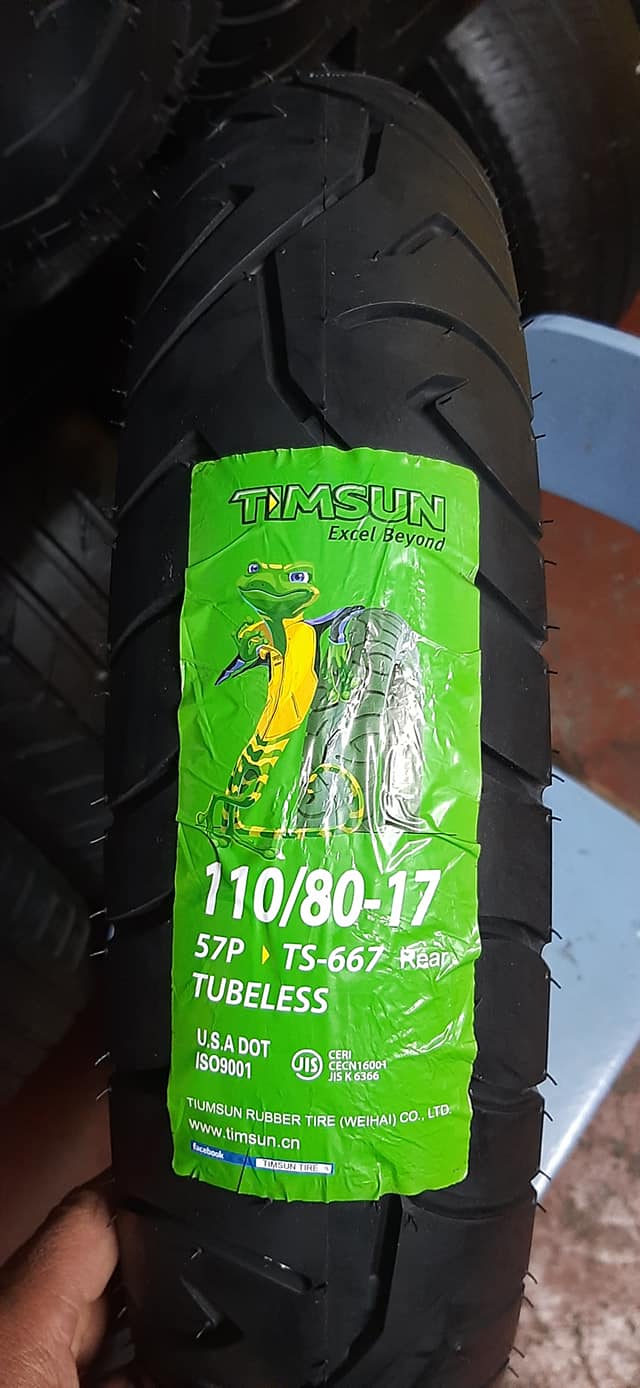 TIMSUN
Excel Beyond
110/80-17
57P TS-667 Rear
TUBELESS
U.S.A DOT
ISO9001
JIS
CERI
CECN16001
JIS K 6366
TIUMSUN RUBBER TIRE (WEIHAI) CO., LTD.
www.timsun.cn
facebook
TIMSUN TIRE